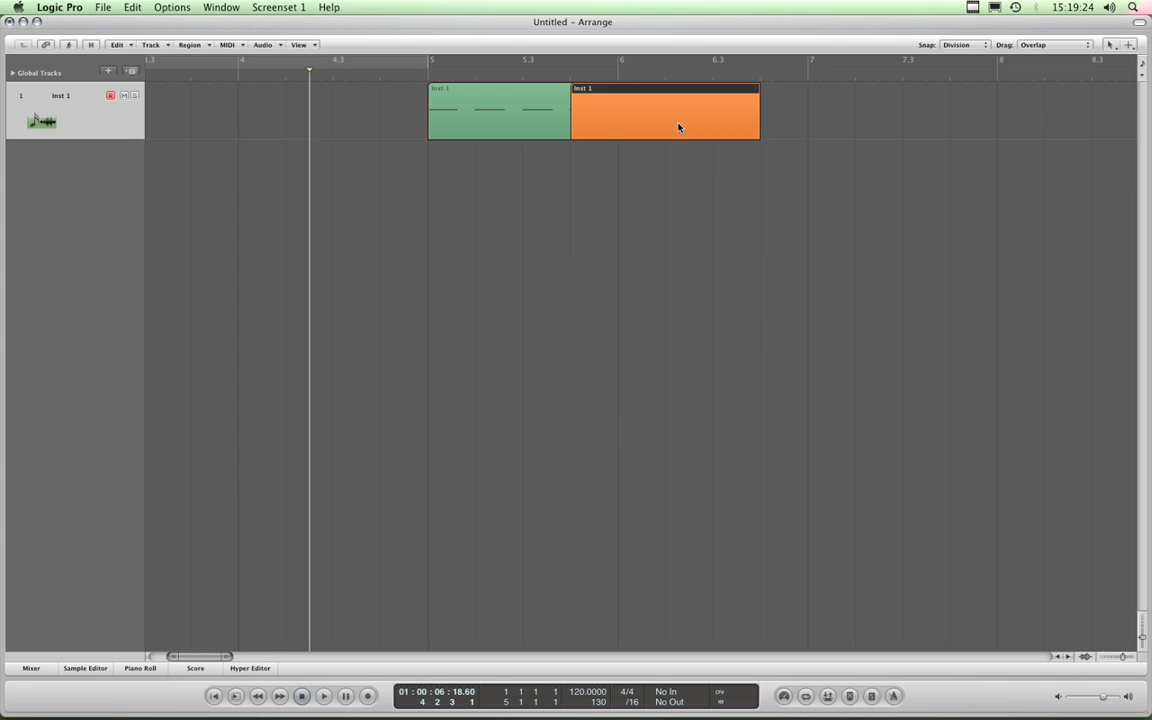 Logic Pro File Edit Options Window Screenset 1 Help 15:19:24
Untitled – Arrange
H Edit Track Region MIDI Audio View Snap: Division Drag: Overlap
.3 4 4.3 5 5.3 6 6.3 7 7.3 8 8.3
Global Tracks
1 Inst 1 R M S
Inst 1 Inst 1
Mixer Sample Editor Piano Roll Score Hyper Editor
01 : 00 : 06 : 18.60 1 1 1 1 120.0000 4/4 No In CPU
4 2 3 1 5 1 1 1 130 /16 No Out HD